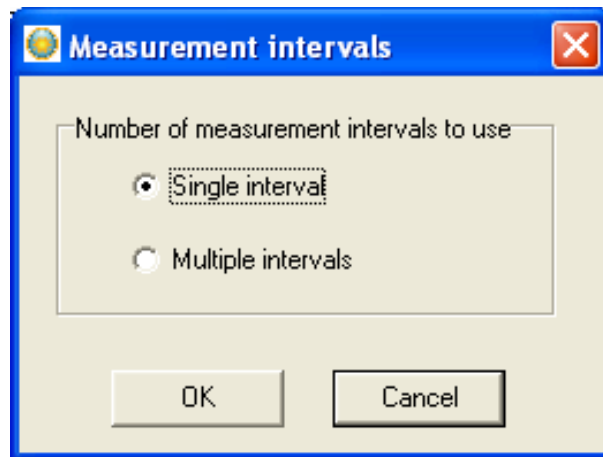 Measurement intervals
Number of measurement intervals to use
Single interval
Multiple intervals
OK Cancel